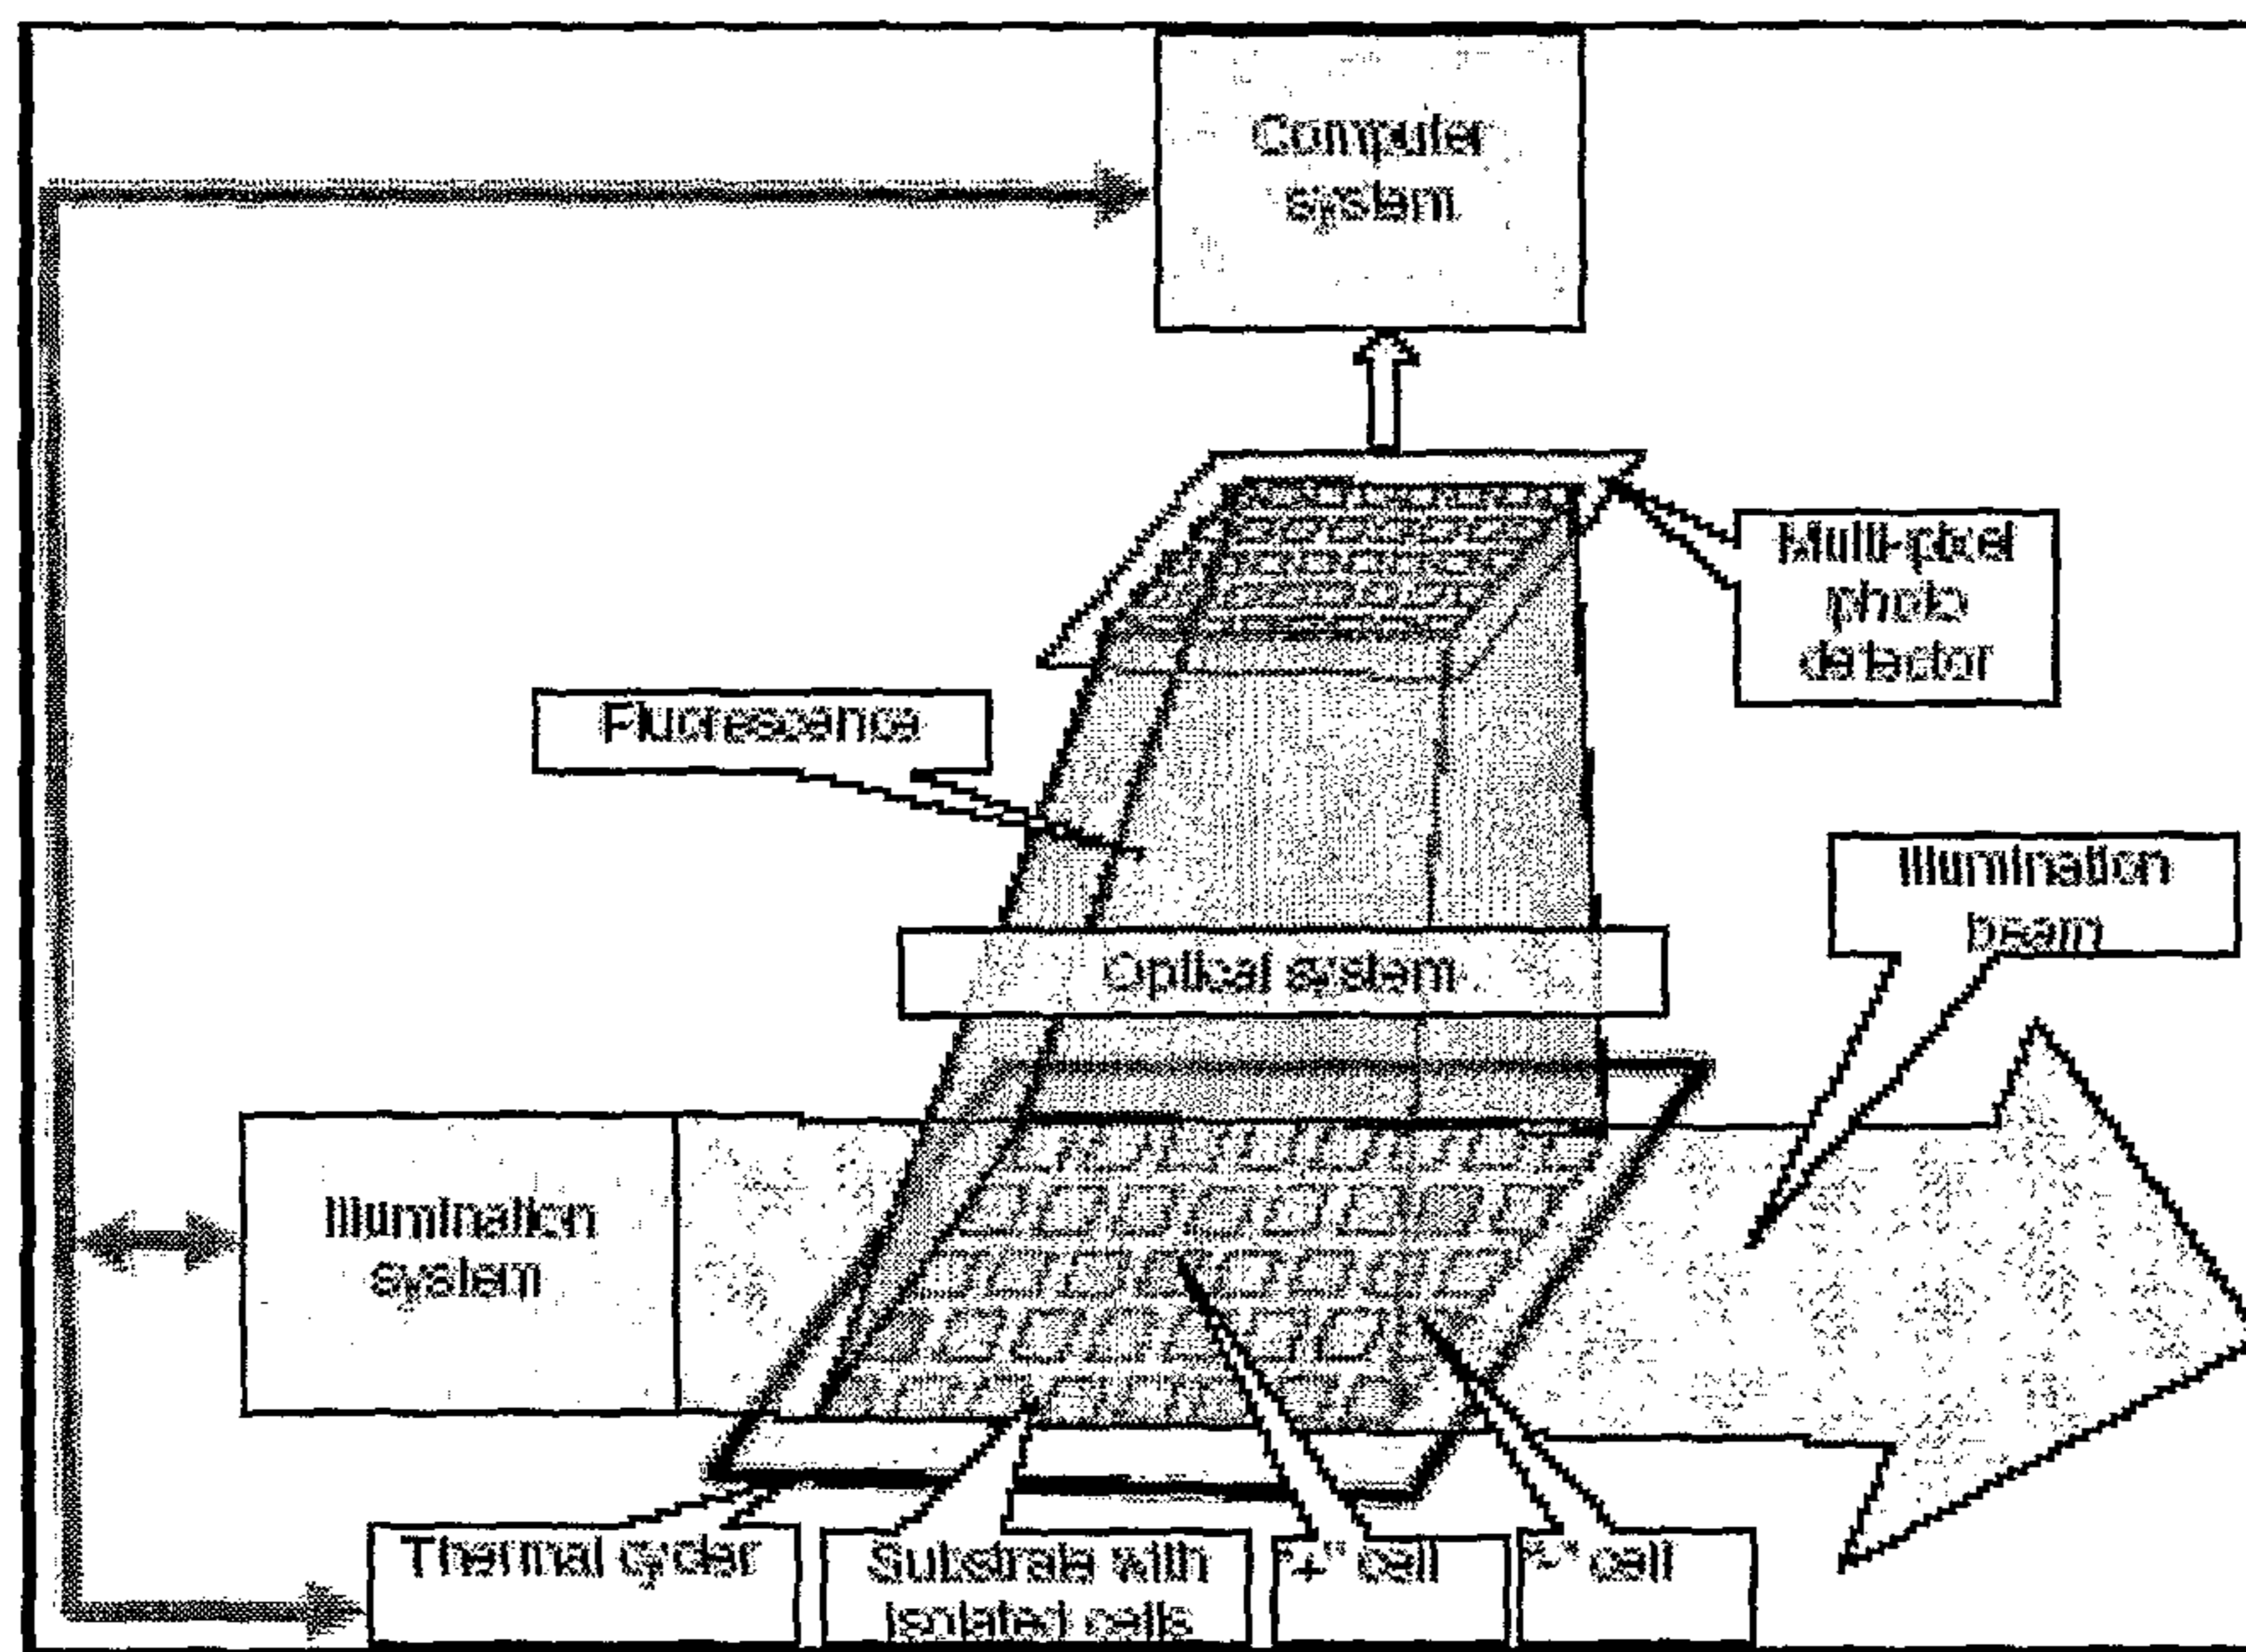 Computer
system
Multi-pixel
photo
detector
Fluorescence
Illumination
beam
Optical system
Illumination
system
Thermal cycler
Substrate with
isolated cells
"+" cell
"-" cell